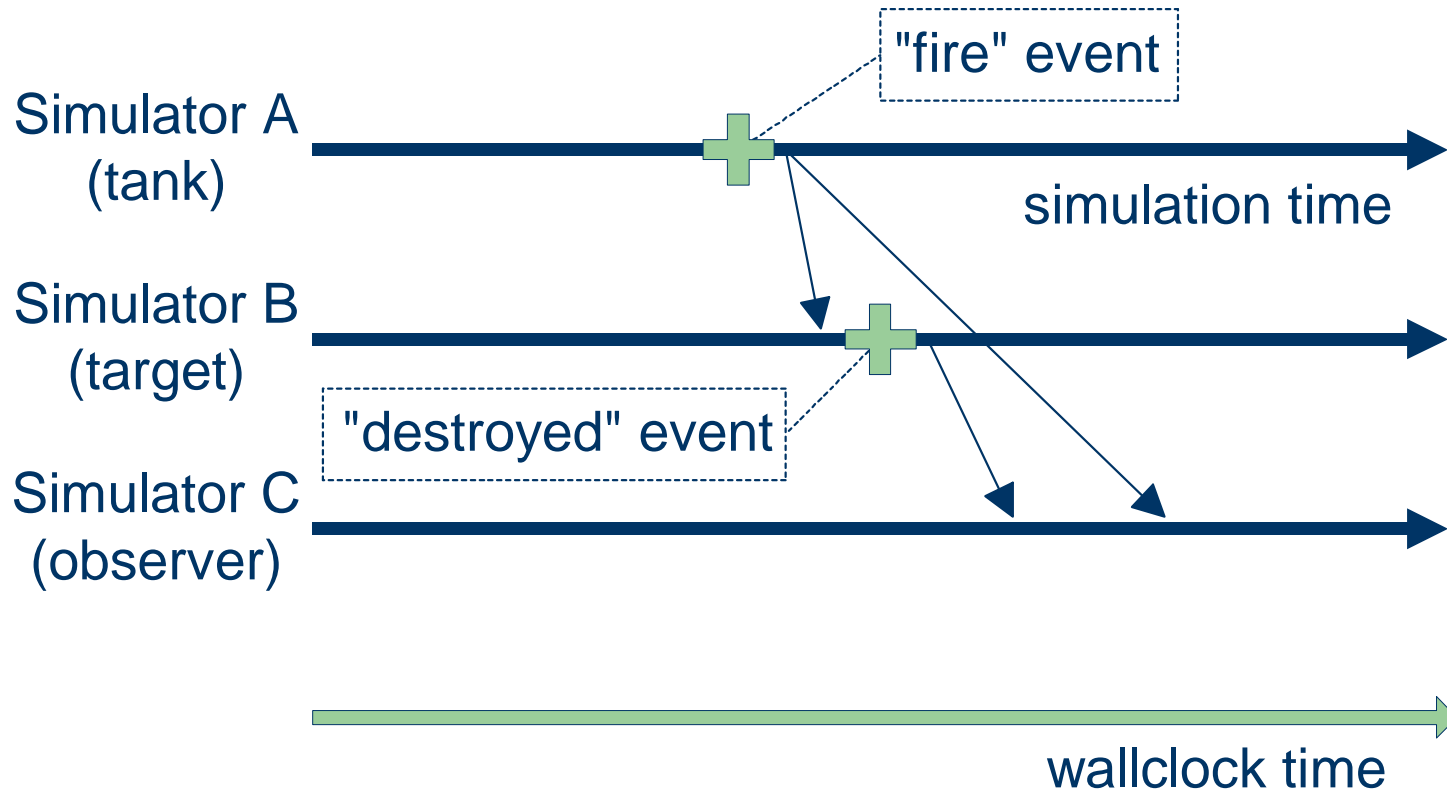 "fire" event
Simulator A
(tank)
simulation time
Simulator B
(target)
"destroyed" event
Simulator C
(observer)
wallclock time